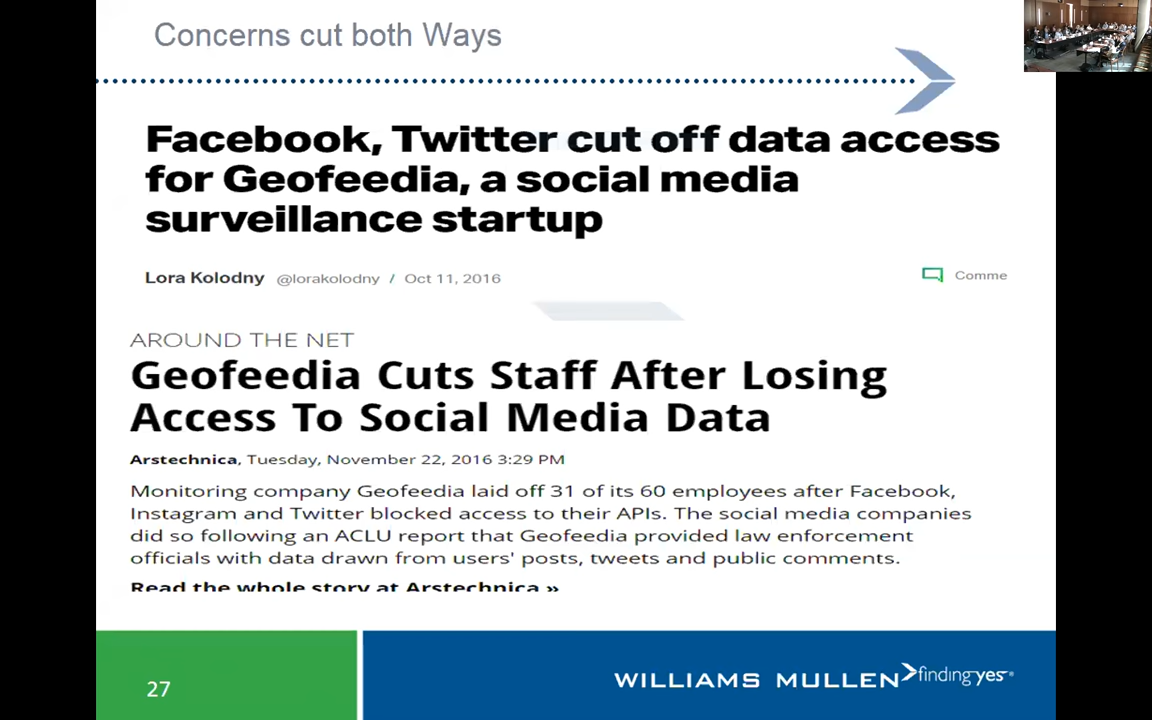 Concerns cut both Ways
Facebook, Twitter cut off data access
for Geofeedia, a social media
surveillance startup
Lora Kolodny @lorakolodny / Oct 11, 2016
Comme
AROUND THE NET
Geofeedia Cuts Staff After Losing
Access To Social Media Data
Arstechnica, Tuesday, November 22, 2016 3:29 PM
Monitoring company Geofeedia laid off 31 of its 60 employees after Facebook,
Instagram and Twitter blocked access to their APIs. The social media companies
did so following an ACLU report that Geofeedia provided law enforcement
officials with data drawn from users' posts, tweets and public comments.
Read the whole story at Arstechnica »
27
WILLIAMS MULLEN finding yes®